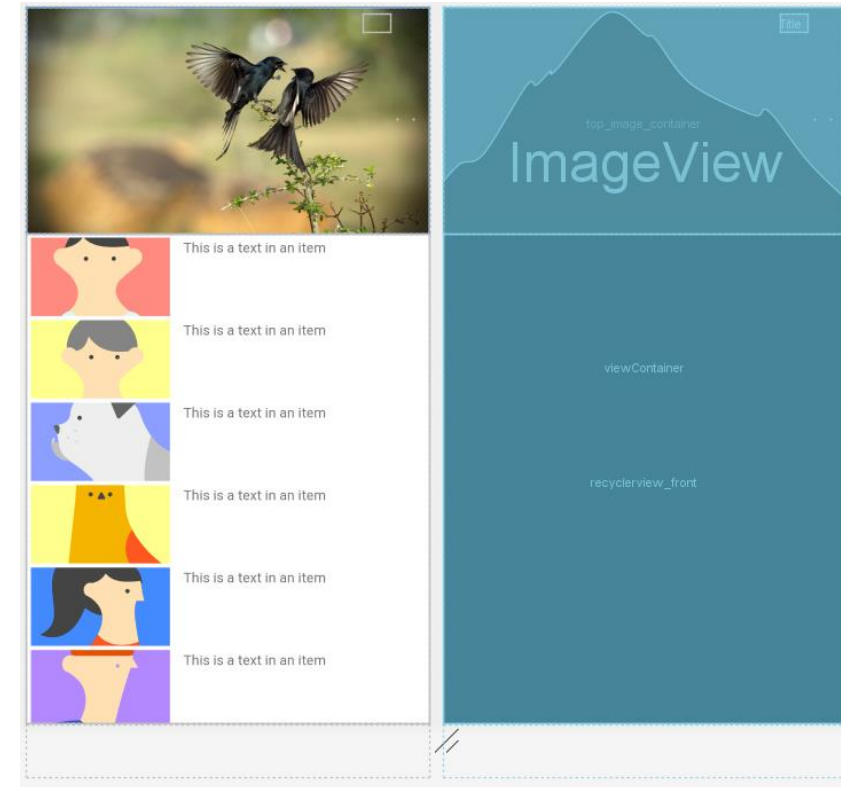 This is a text in an item
This is a text in an item
This is a text in an item
This is a text in an item
This is a text in an item
This is a text in an item
Title
top_image_container
ImageView
viewContainer
recyclerview_front